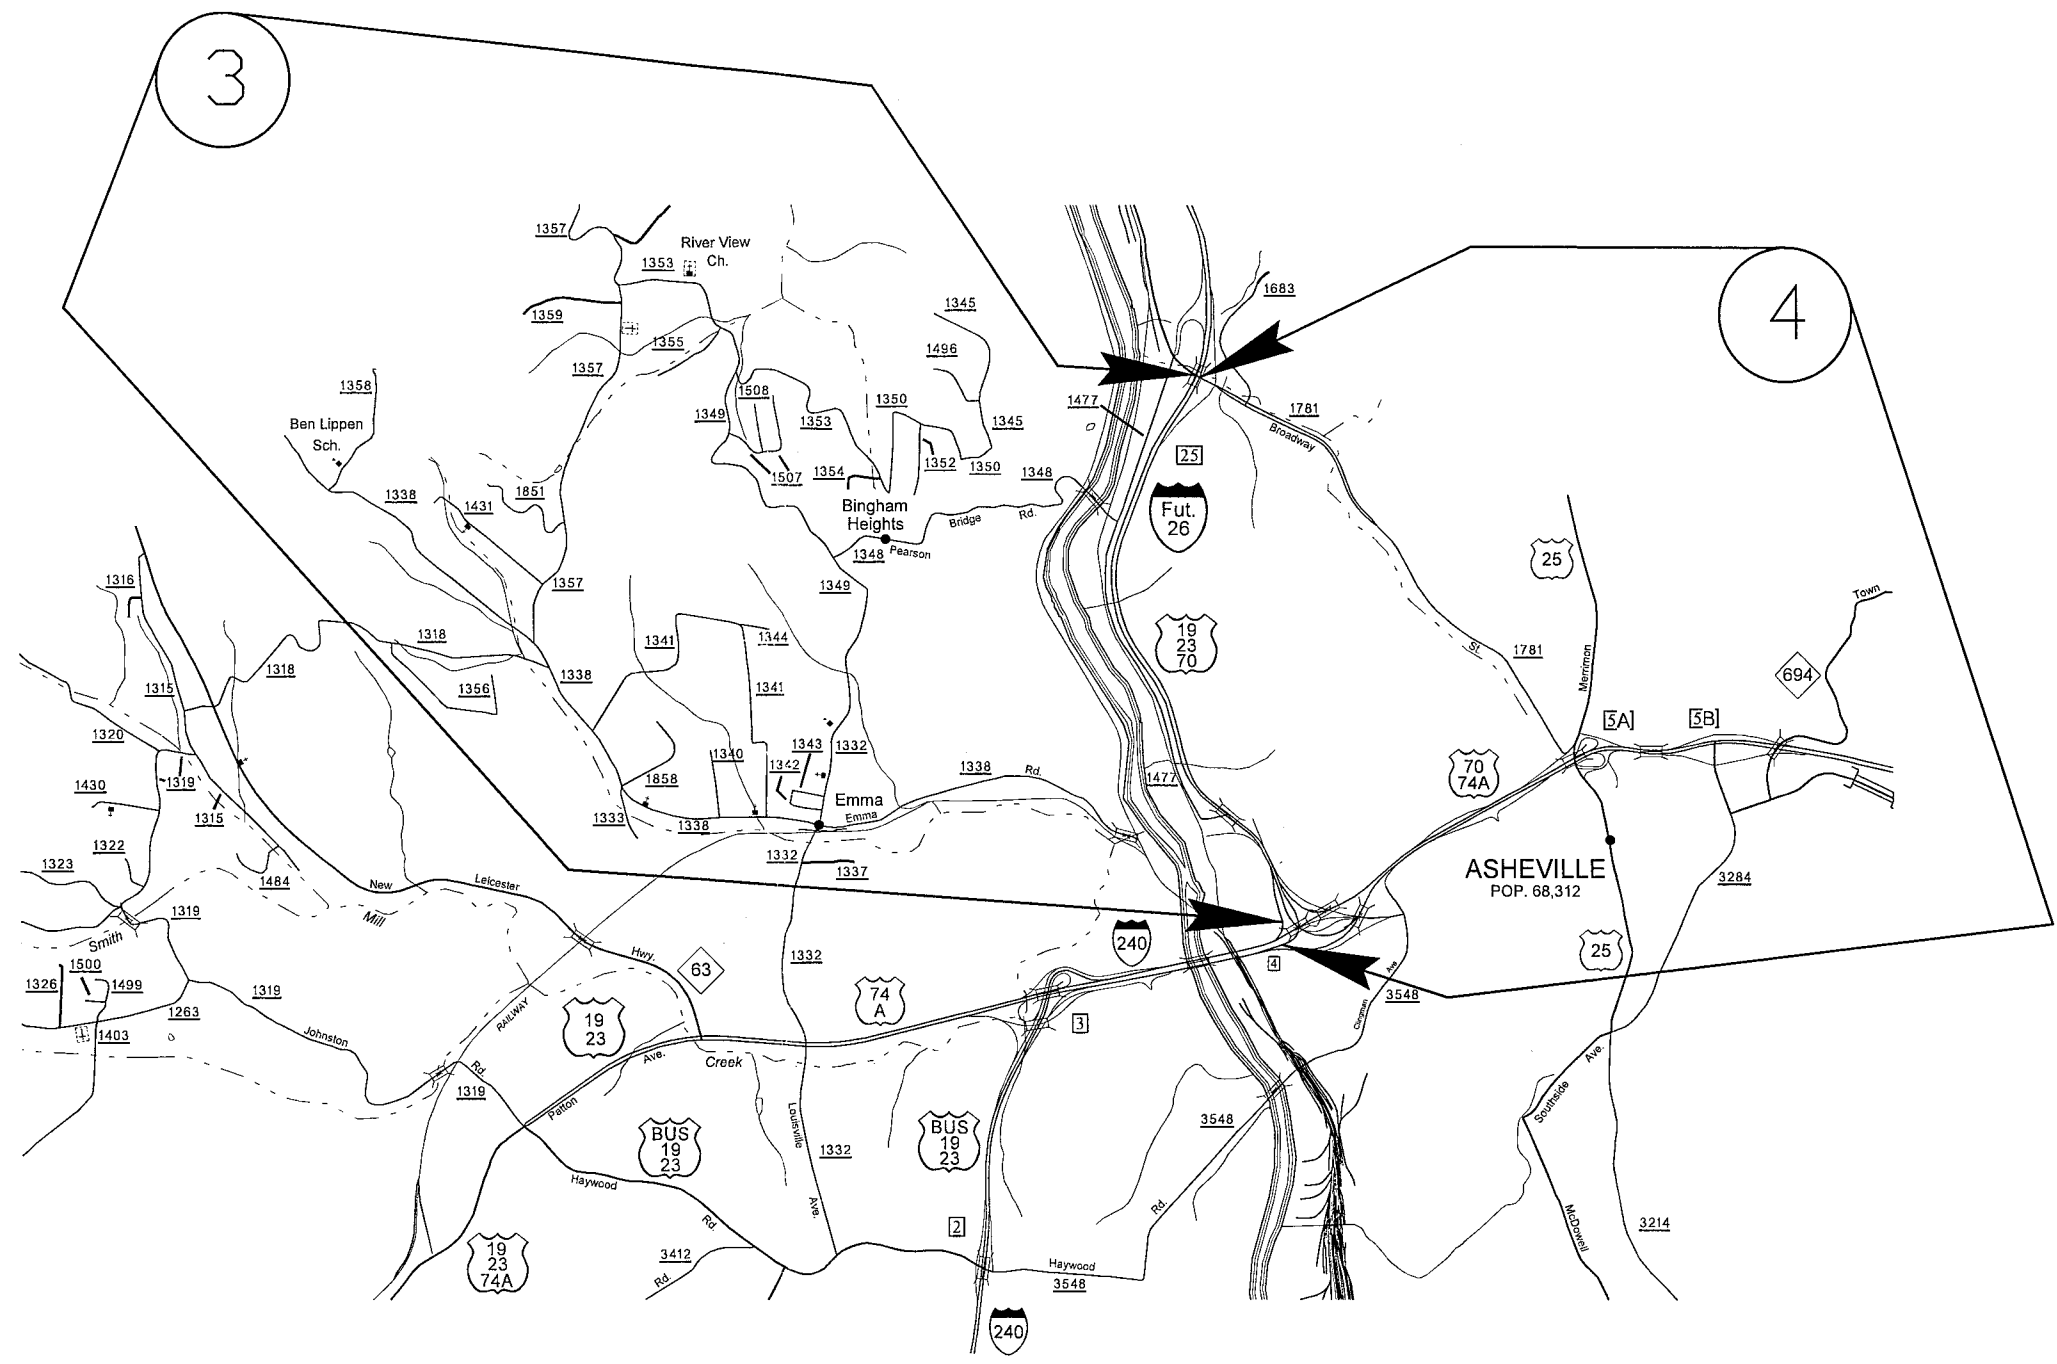 3
4
1357
River View
Ch.
1353
1683
1359
1345
1355
1496
1357
1358
1508
1350
1477
1781
Ben Lippen
Sch.
1349
1353
1345
Broadway
1352
1350
25
1354
1507
1348
1338
1851
1431
Bingham
Heights
Bridge
Rd.
Fut.
26
1348
Pearson
25
1316
1357
1349
Town
1318
1341
1344
19
23
70
St.
1781
Merrimon
1318
1338
694
1315
1356
1341
5A
5B
1320
1340
1343
1332
1342
1338
Rd.
1477
70
74A
1319
1430
1858
Emma
Emma
1315
1333
1338
1322
1332
1337
ASHEVILLE
POP. 68,312
1323
1484
New
Leicester
3284
1319
Mill
Smith
240
1500
1326
1499
Hwy.
63
1332
4
Ave
3548
25
74
A
1319
1263
RAILWAY
19
23
Clingman
3
1403
Johnston
Ave.
Creek
Ave.
Rd.
1319
Patton
Southside
Louisville
BUS
19
23
BUS
19
23
3548
1332
Haywood
Rd.
Ave.
Rd.
2
McDowell
3214
19
23
74A
3412
Rd.
Haywood
3548
240